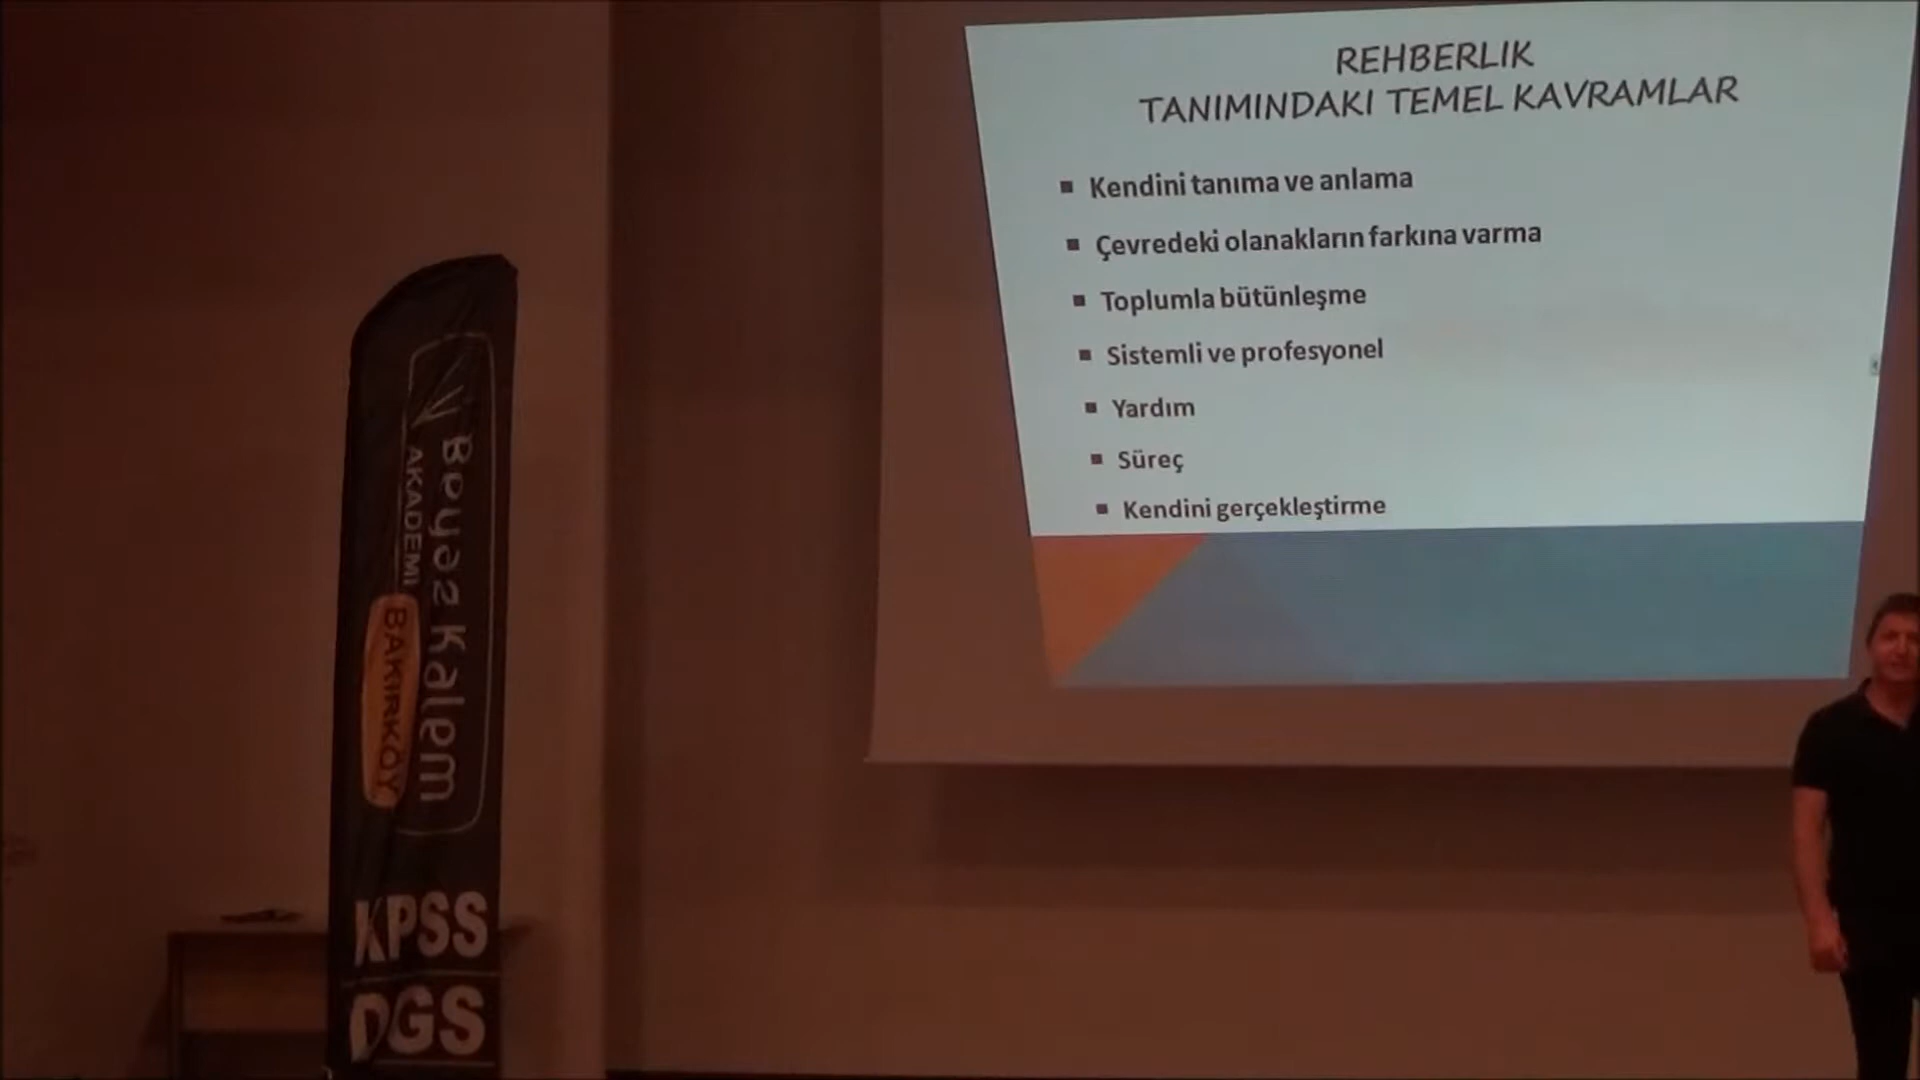 REHBERLIK
TANIMINDAKI TEMEL KAVRAMLAR
Kendini tanıma ve anlama
Çevredeki olanakların farkına varma
Toplumla bütünleşme
Sistemli ve profesyonel
Yardım
Süreç
Kendini gerçekleştirme
Beyaz Kalem
AKADEMİ
BAKIRKÖY
KPSS
DGS